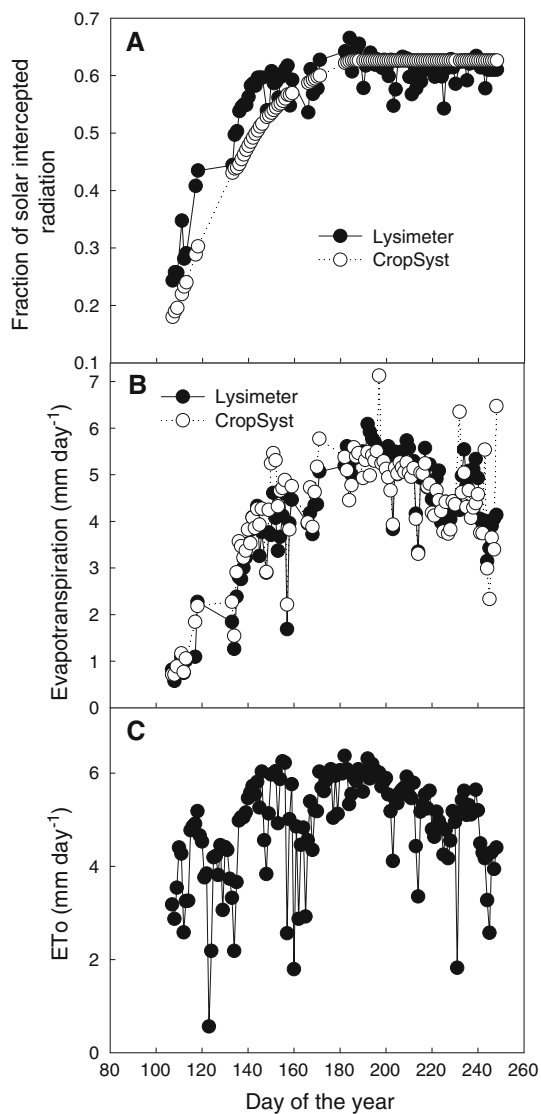 A
0.7
0.6
0.5
0.4
0.3
0.2
0.1
Fraction of solar intercepted
radiation
Lysimeter
CropSyst
B
7
6
5
4
3
2
1
0
Evapotranspiration (mm day-1)
Lysimeter
CropSyst
C
6
4
2
0
ETo (mm day-1)
80 100 120 140 160 180 200 220 240 260
Day of the year